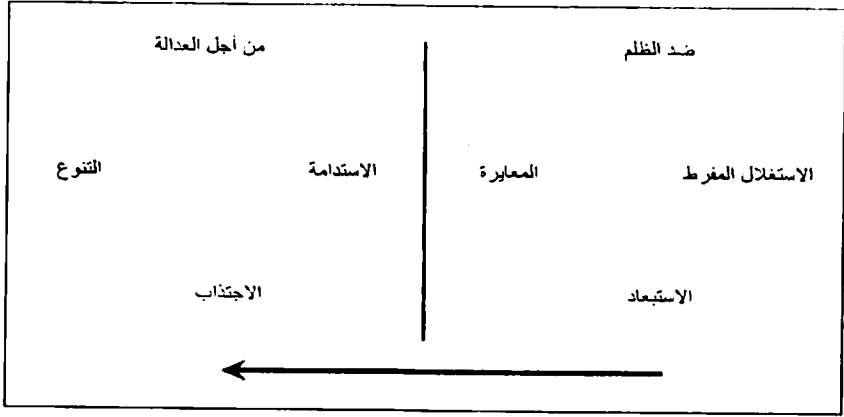 ضد الظلم
من أجل العدالة
الاستغلال المفرط
المعايرة
الاستدامة
التنوع
الاستبعاد
الاجتذاب